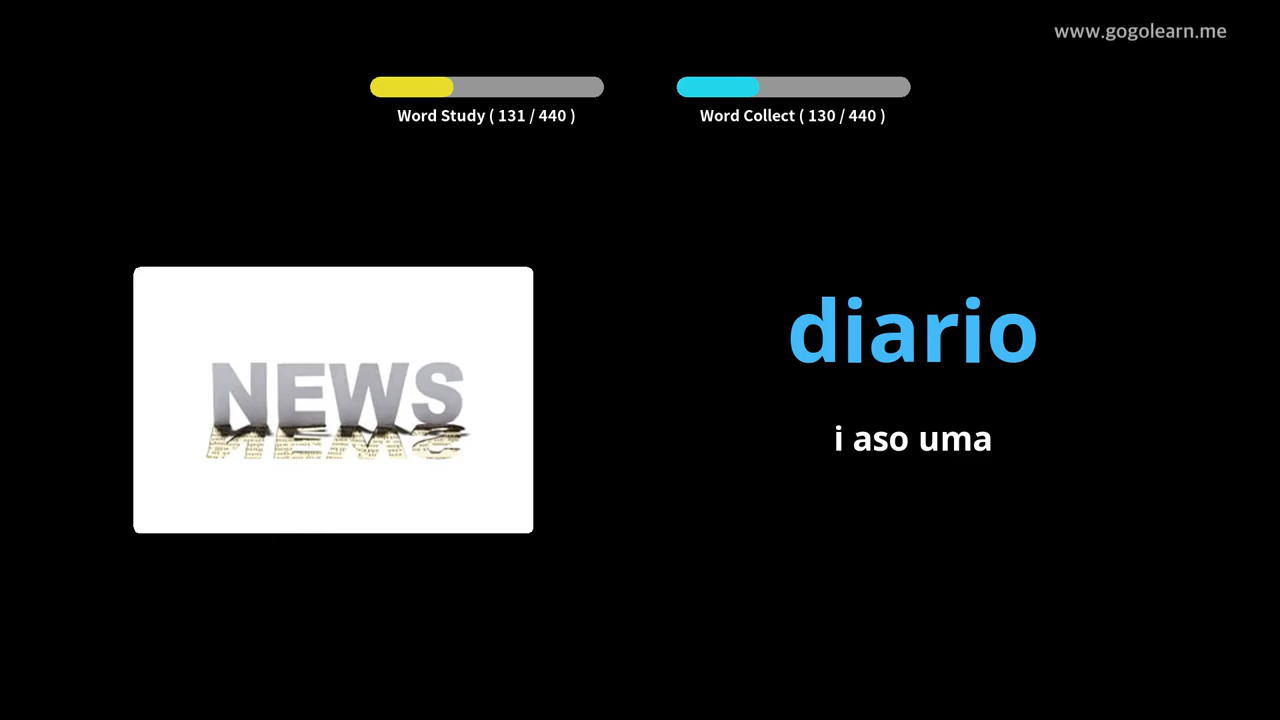 www.gogolearn.me
Word Study ( 131 / 440 )
Word Collect ( 130 / 440 )
NEWS
diario
i aso uma